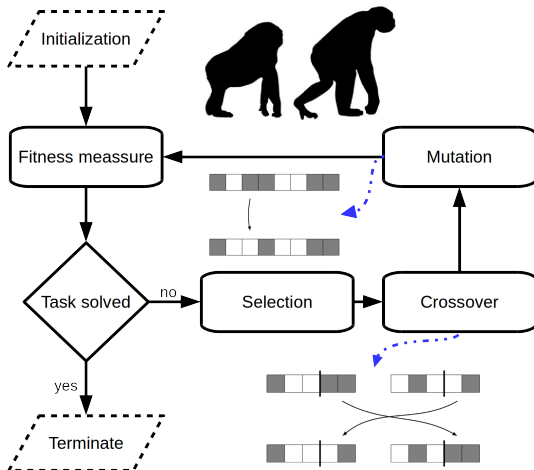 Initialization
Fitness meassure
Mutation
Task solved
no
Selection
Crossover
yes
Terminate